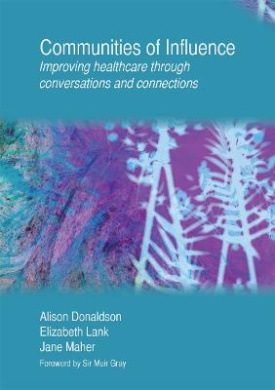 Communities of Influence
Improving healthcare through
conversations and connections
Alison Donaldson
Elizabeth Lank
Jane Maher
Foreword by Sir Muir Gray